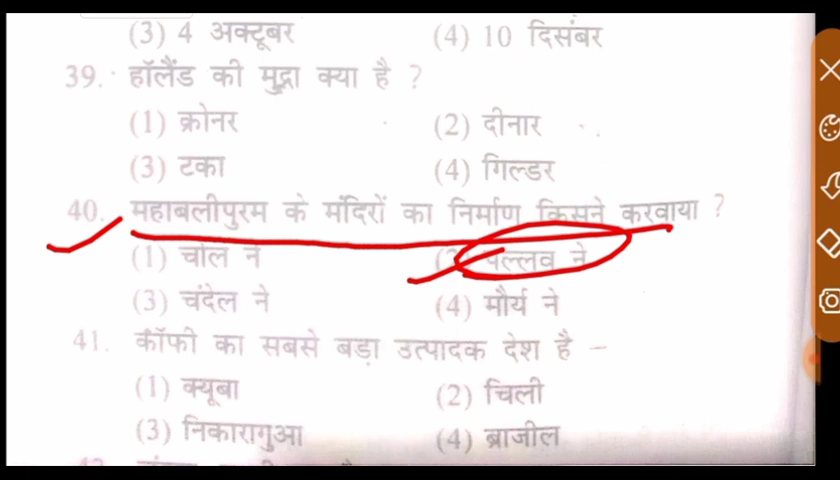 (3) 4 अक्टूबर (4) 10 दिसंबर
39. हॉलैंड की मुद्रा क्या है ?
(1) क्रोनर (2) दीनार
(3) टका (4) गिल्डर
40. महाबलीपुरम के मंदिरों का निर्माण किसने करवाया ?
(1) चोल ने (2) पल्लव ने
(3) चंदेल ने (4) मौर्य ने
41. कॉफी का सबसे बड़ा उत्पादक देश है –
(1) क्यूबा (2) चिली
(3) निकारागुआ (4) ब्राजील